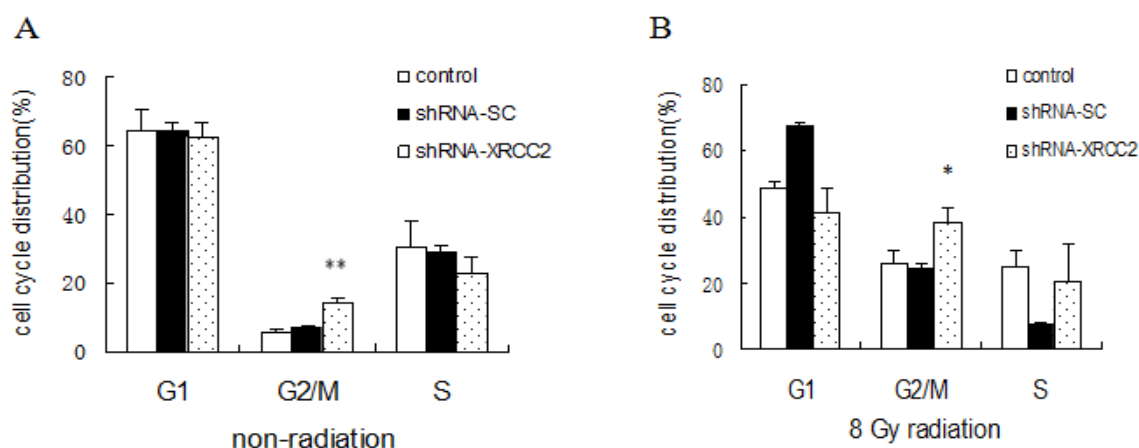 A
cell cycle distribution(%)
80
60
40
20
0
control
shRNA-SC
shRNA-XRCC2
**
G1 G2/M S
non-radiation
B
cell cycle distribution(%)
80
60
40
20
0
control
shRNA-SC
shRNA-XRCC2
*
G1 G2/M S
8 Gy radiation